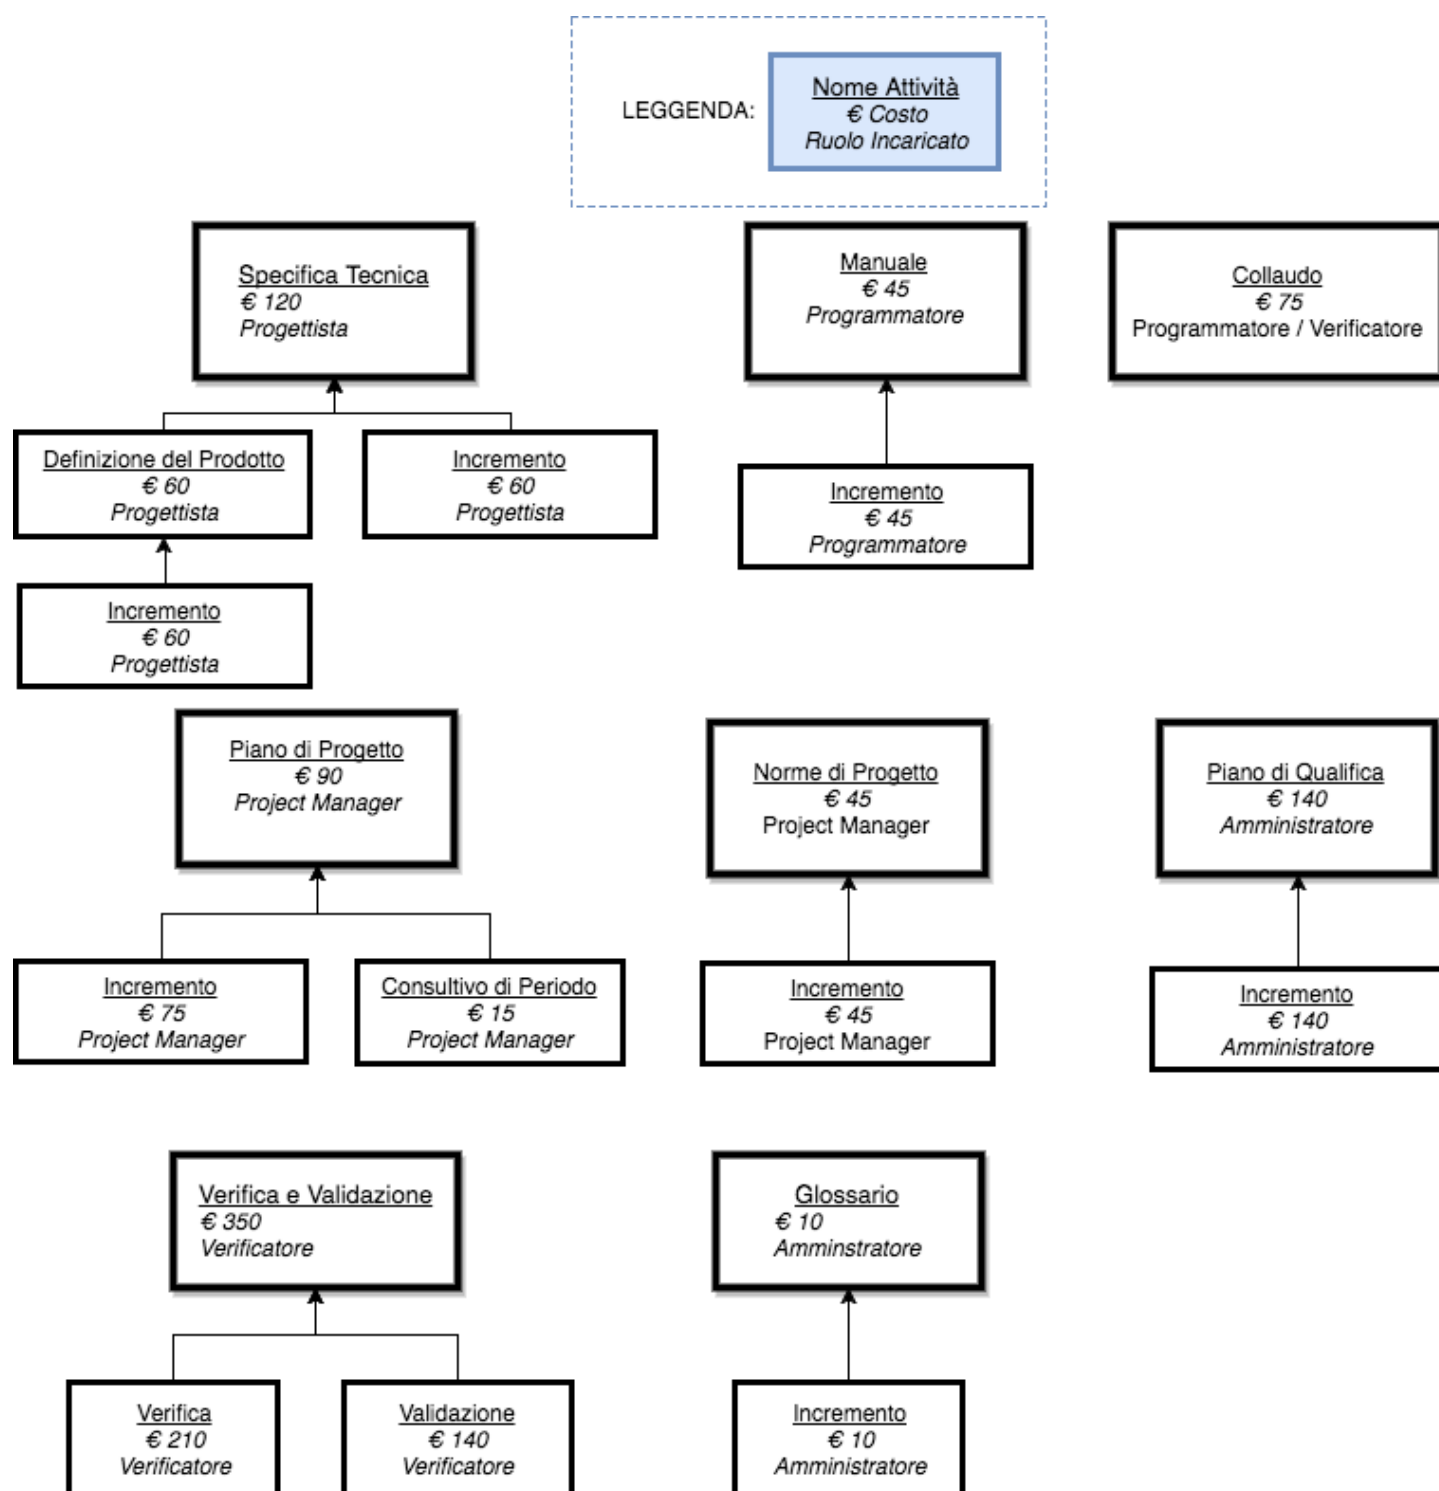 LEGGENDA:
Nome Attività
€ Costo
Ruolo Incaricato
Specifica Tecnica
€ 120
Progettista
Manuale
€ 45
Programmatore
Collaudo
€ 75
Programmatore / Verificatore
Definizione del Prodotto
€ 60
Progettista
Incremento
€ 60
Progettista
Incremento
€ 45
Programmatore
Incremento
€ 60
Progettista
Piano di Progetto
€ 90
Project Manager
Norme di Progetto
€ 45
Project Manager
Piano di Qualifica
€ 140
Amministratore
Incremento
€ 75
Project Manager
Consultivo di Periodo
€ 15
Project Manager
Incremento
€ 45
Project Manager
Incremento
€ 140
Amministratore
Verifica e Validazione
€ 350
Verificatore
Glossario
€ 10
Amminstratore
Verifica
€ 210
Verificatore
Validazione
€ 140
Verificatore
Incremento
€ 10
Amministratore